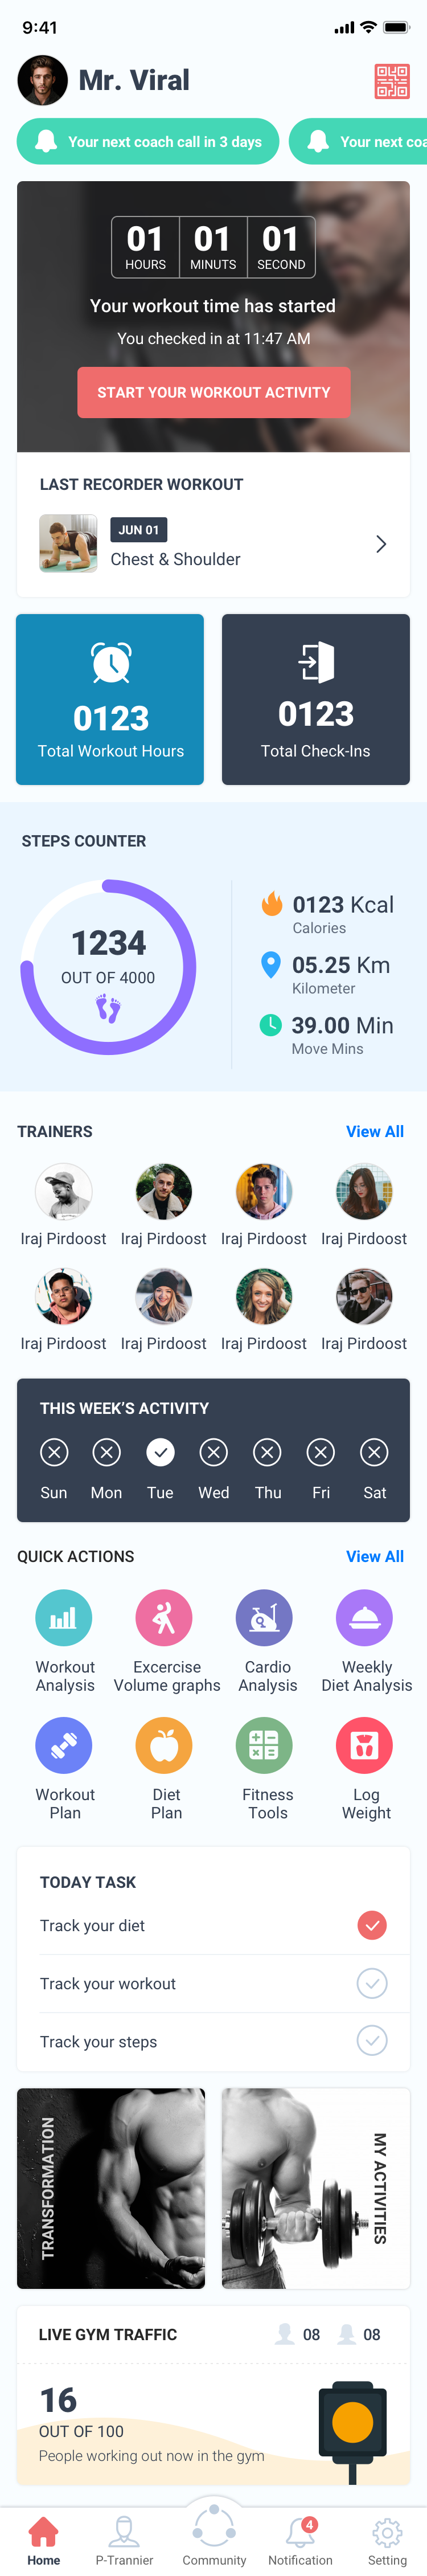 9:41
Mr. Viral
Your next coach call in 3 days
Your next coa
01 01 01
HOURS MINUTS SECOND
Your workout time has started
You checked in at 11:47 AM
START YOUR WORKOUT ACTIVITY
LAST RECORDER WORKOUT
JUN 01
Chest & Shoulder
0123
Total Workout Hours
0123
Total Check-Ins
STEPS COUNTER
1234
OUT OF 4000
0123 Kcal
Calories
05.25 Km
Kilometer
39.00 Min
Move Mins
TRAINERS View All
Iraj Pirdoost Iraj Pirdoost Iraj Pirdoost Iraj Pirdoost
Iraj Pirdoost Iraj Pirdoost Iraj Pirdoost Iraj Pirdoost
THIS WEEK'S ACTIVITY
Sun Mon Tue Wed Thu Fri Sat
QUICK ACTIONS View All
Workout
Analysis
Excercise
Volume graphs
Cardio
Analysis
Weekly
Diet Analysis
Workout
Plan
Diet
Plan
Fitness
Tools
Log
Weight
TODAY TASK
Track your diet
Track your workout
Track your steps
TRANSFORMATION
MY ACTIVITIES
LIVE GYM TRAFFIC 08 08
16
OUT OF 100
People working out now in the gym
4
Home P-Trannier Community Notification Setting